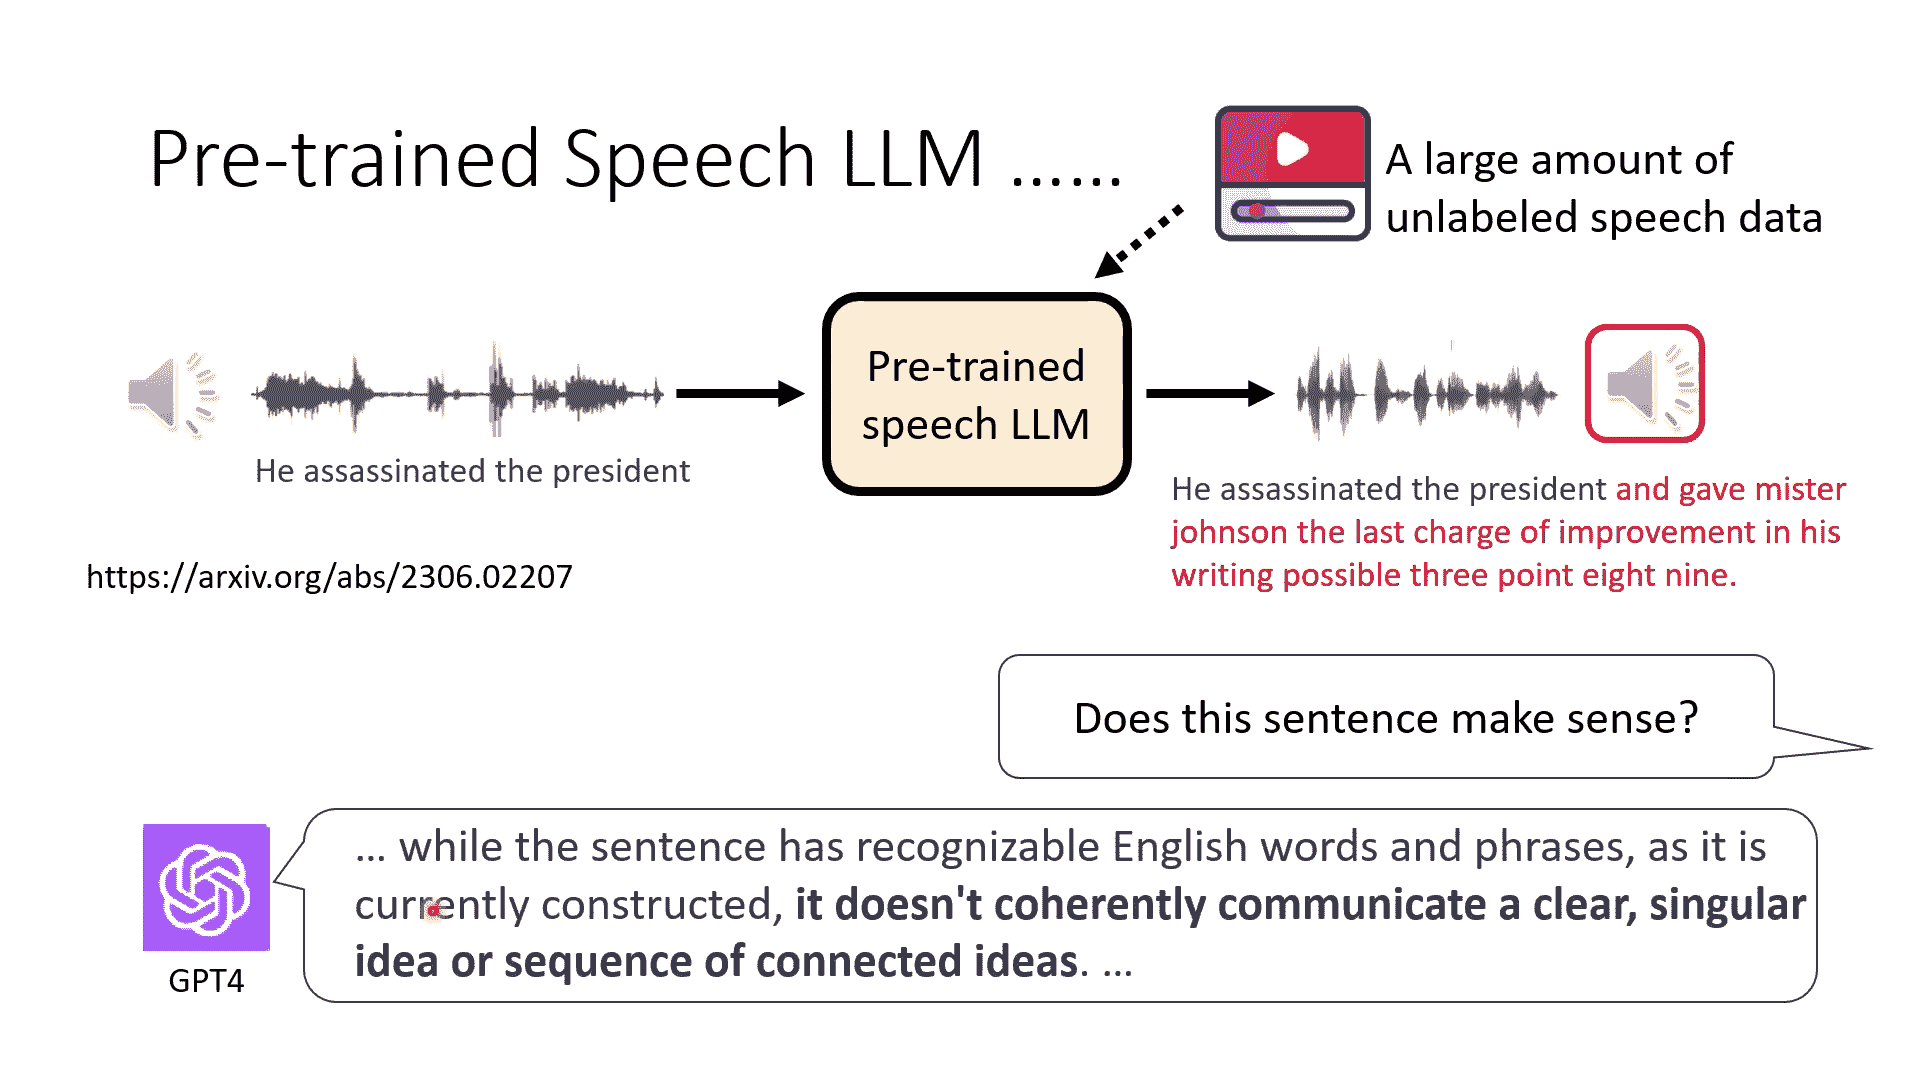 Pre-trained Speech LLM ......
A large amount of
unlabeled speech data
Pre-trained
speech LLM
He assassinated the president
He assassinated the president and gave mister
johnson the last charge of improvement in his
writing possible three point eight nine.
https://arxiv.org/abs/2306.02207
Does this sentence make sense?
... while the sentence has recognizable English words and phrases, as it is
currently constructed, it doesn't coherently communicate a clear, singular
idea or sequence of connected ideas. ...
GPT4